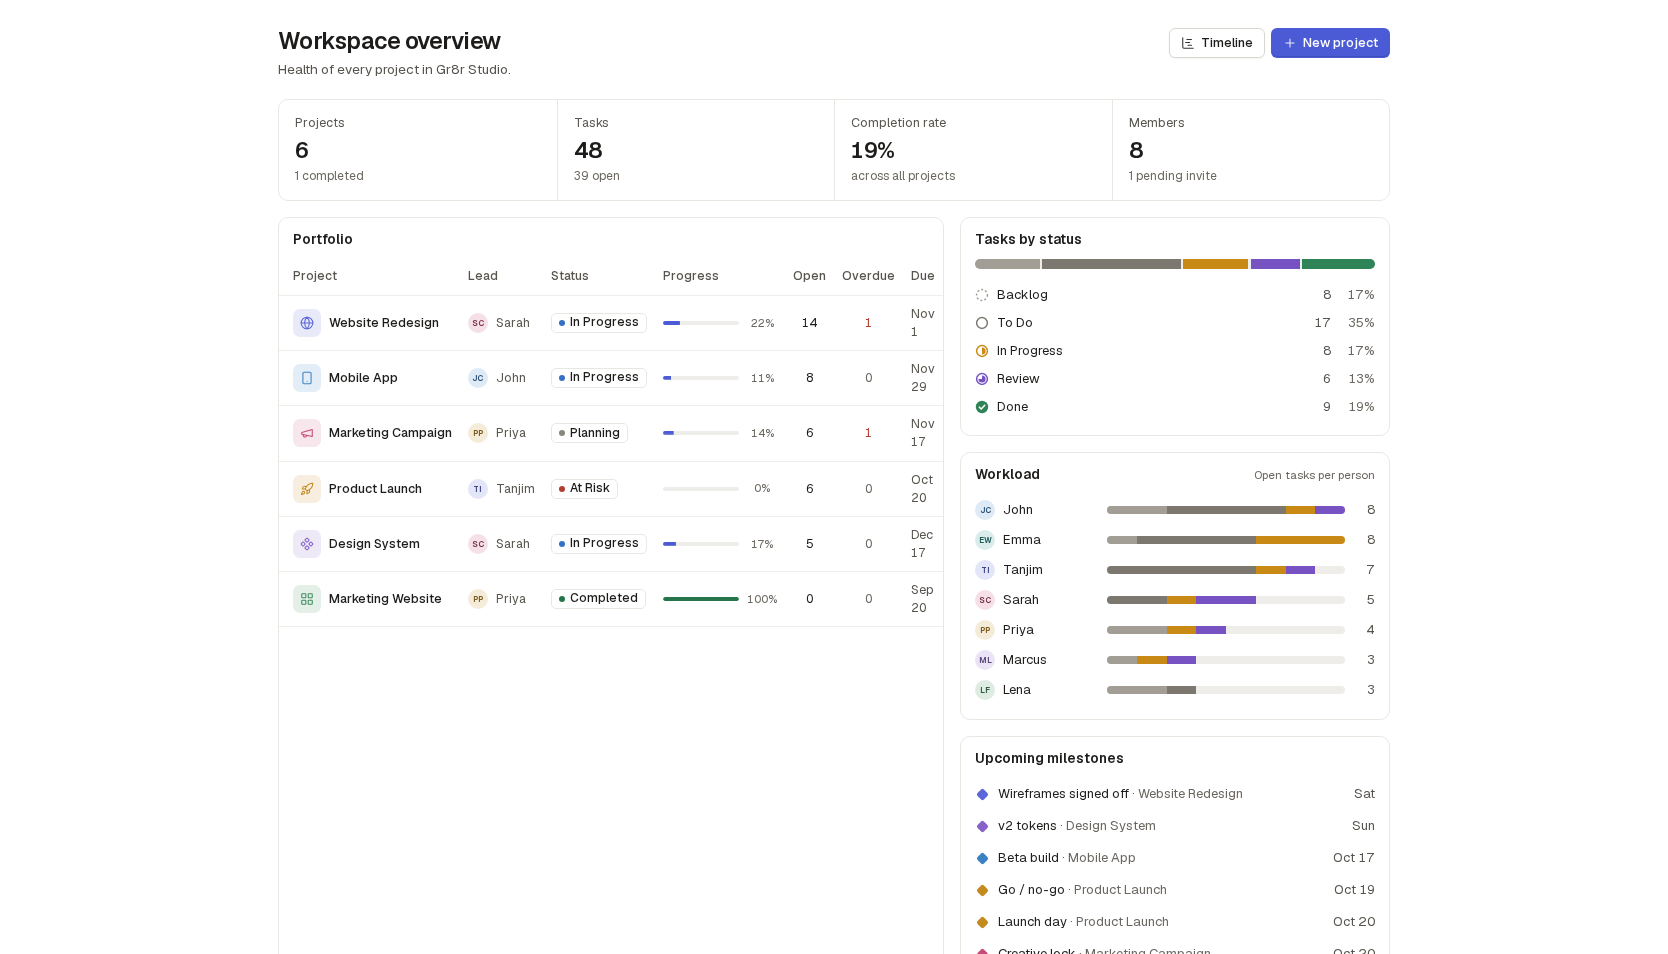 Workspace overview
Health of every project in Gr8r Studio.
Timeline
New project
Projects
6
1 completed
Tasks
48
39 open
Completion rate
19%
across all projects
Members
8
1 pending invite
Portfolio
Project Lead Status Progress Open Overdue Due
Website Redesign SC Sarah In Progress 22% 14 1 Nov 1
Mobile App JC John In Progress 11% 8 0 Nov 29
Marketing Campaign PP Priya Planning 14% 6 1 Nov 17
Product Launch TI Tanjim At Risk 0% 6 0 Oct 20
Design System SC Sarah In Progress 17% 5 0 Dec 17
Marketing Website PP Priya Completed 100% 0 0 Sep 20
Tasks by status
Backlog 8 17%
To Do 17 35%
In Progress 8 17%
Review 6 13%
Done 9 19%
Workload Open tasks per person
JC John 8
EW Emma 8
TI Tanjim 7
SC Sarah 5
PP Priya 4
ML Marcus 3
LF Lena 3
Upcoming milestones
Wireframes signed off · Website Redesign Sat
v2 tokens · Design System Sun
Beta build · Mobile App Oct 17
Go / no-go · Product Launch Oct 19
Launch day · Product Launch Oct 20
Creative lock · Marketing Campaign Oct 20